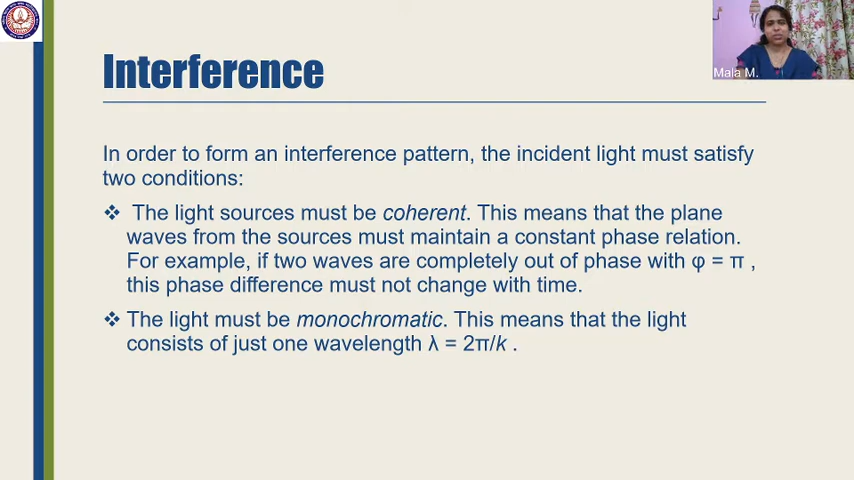 Interference
Mala M.
In order to form an interference pattern, the incident light must satisfy
two conditions:
❖ The light sources must be coherent. This means that the plane
waves from the sources must maintain a constant phase relation.
For example, if two waves are completely out of phase with φ = π ,
this phase difference must not change with time.
❖ The light must be monochromatic. This means that the light
consists of just one wavelength λ = 2π/k .